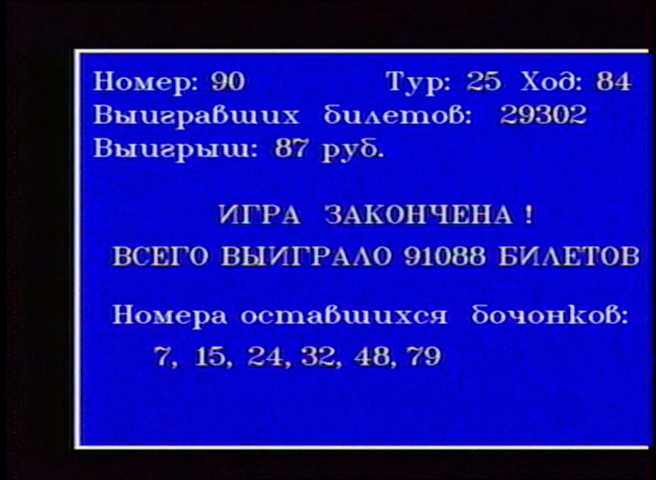 Номер: 90 Тур: 25 Ход: 84
Выигравших билетов: 29302
Выигрыш: 87 руб.
ИГРА ЗАКОНЧЕНА !
ВСЕГО ВЫИГРАЛО 91088 БИЛЕТОВ
Номера оставшихся бочонков:
7, 15, 24, 32, 48, 79